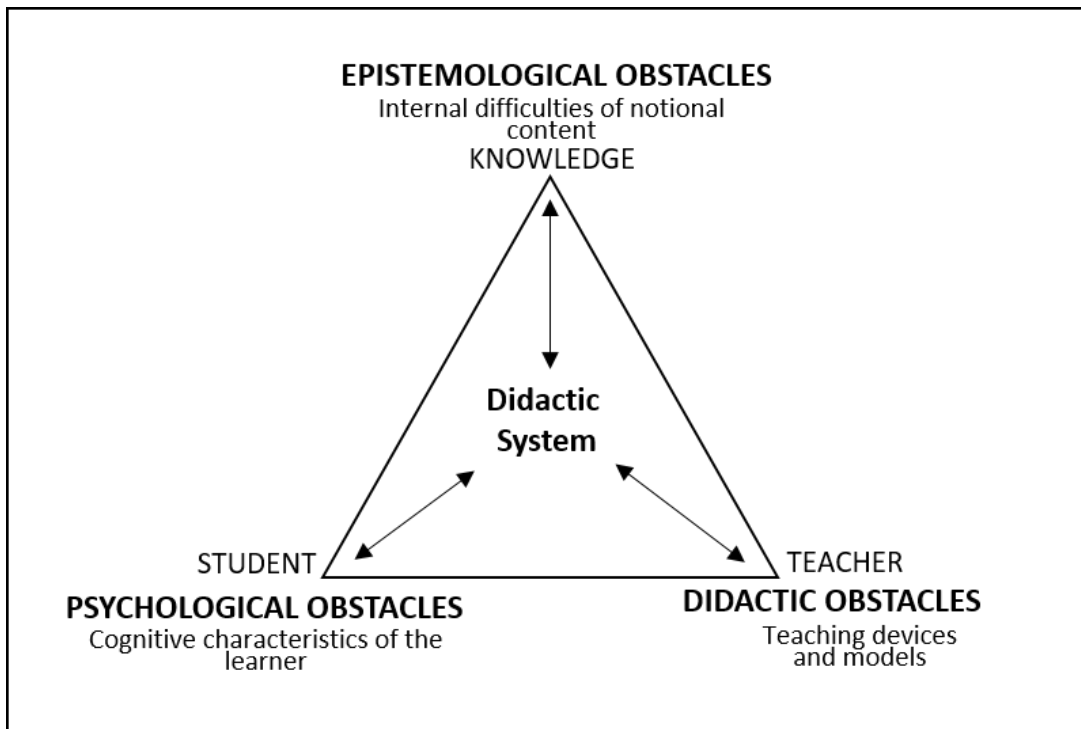 EPISTEMOLOGICAL OBSTACLES
Internal difficulties of notional
content
KNOWLEDGE
Didactic
System
STUDENT
PSYCHOLOGICAL OBSTACLES
Cognitive characteristics of the
learner
TEACHER
DIDACTIC OBSTACLES
Teaching devices
and models